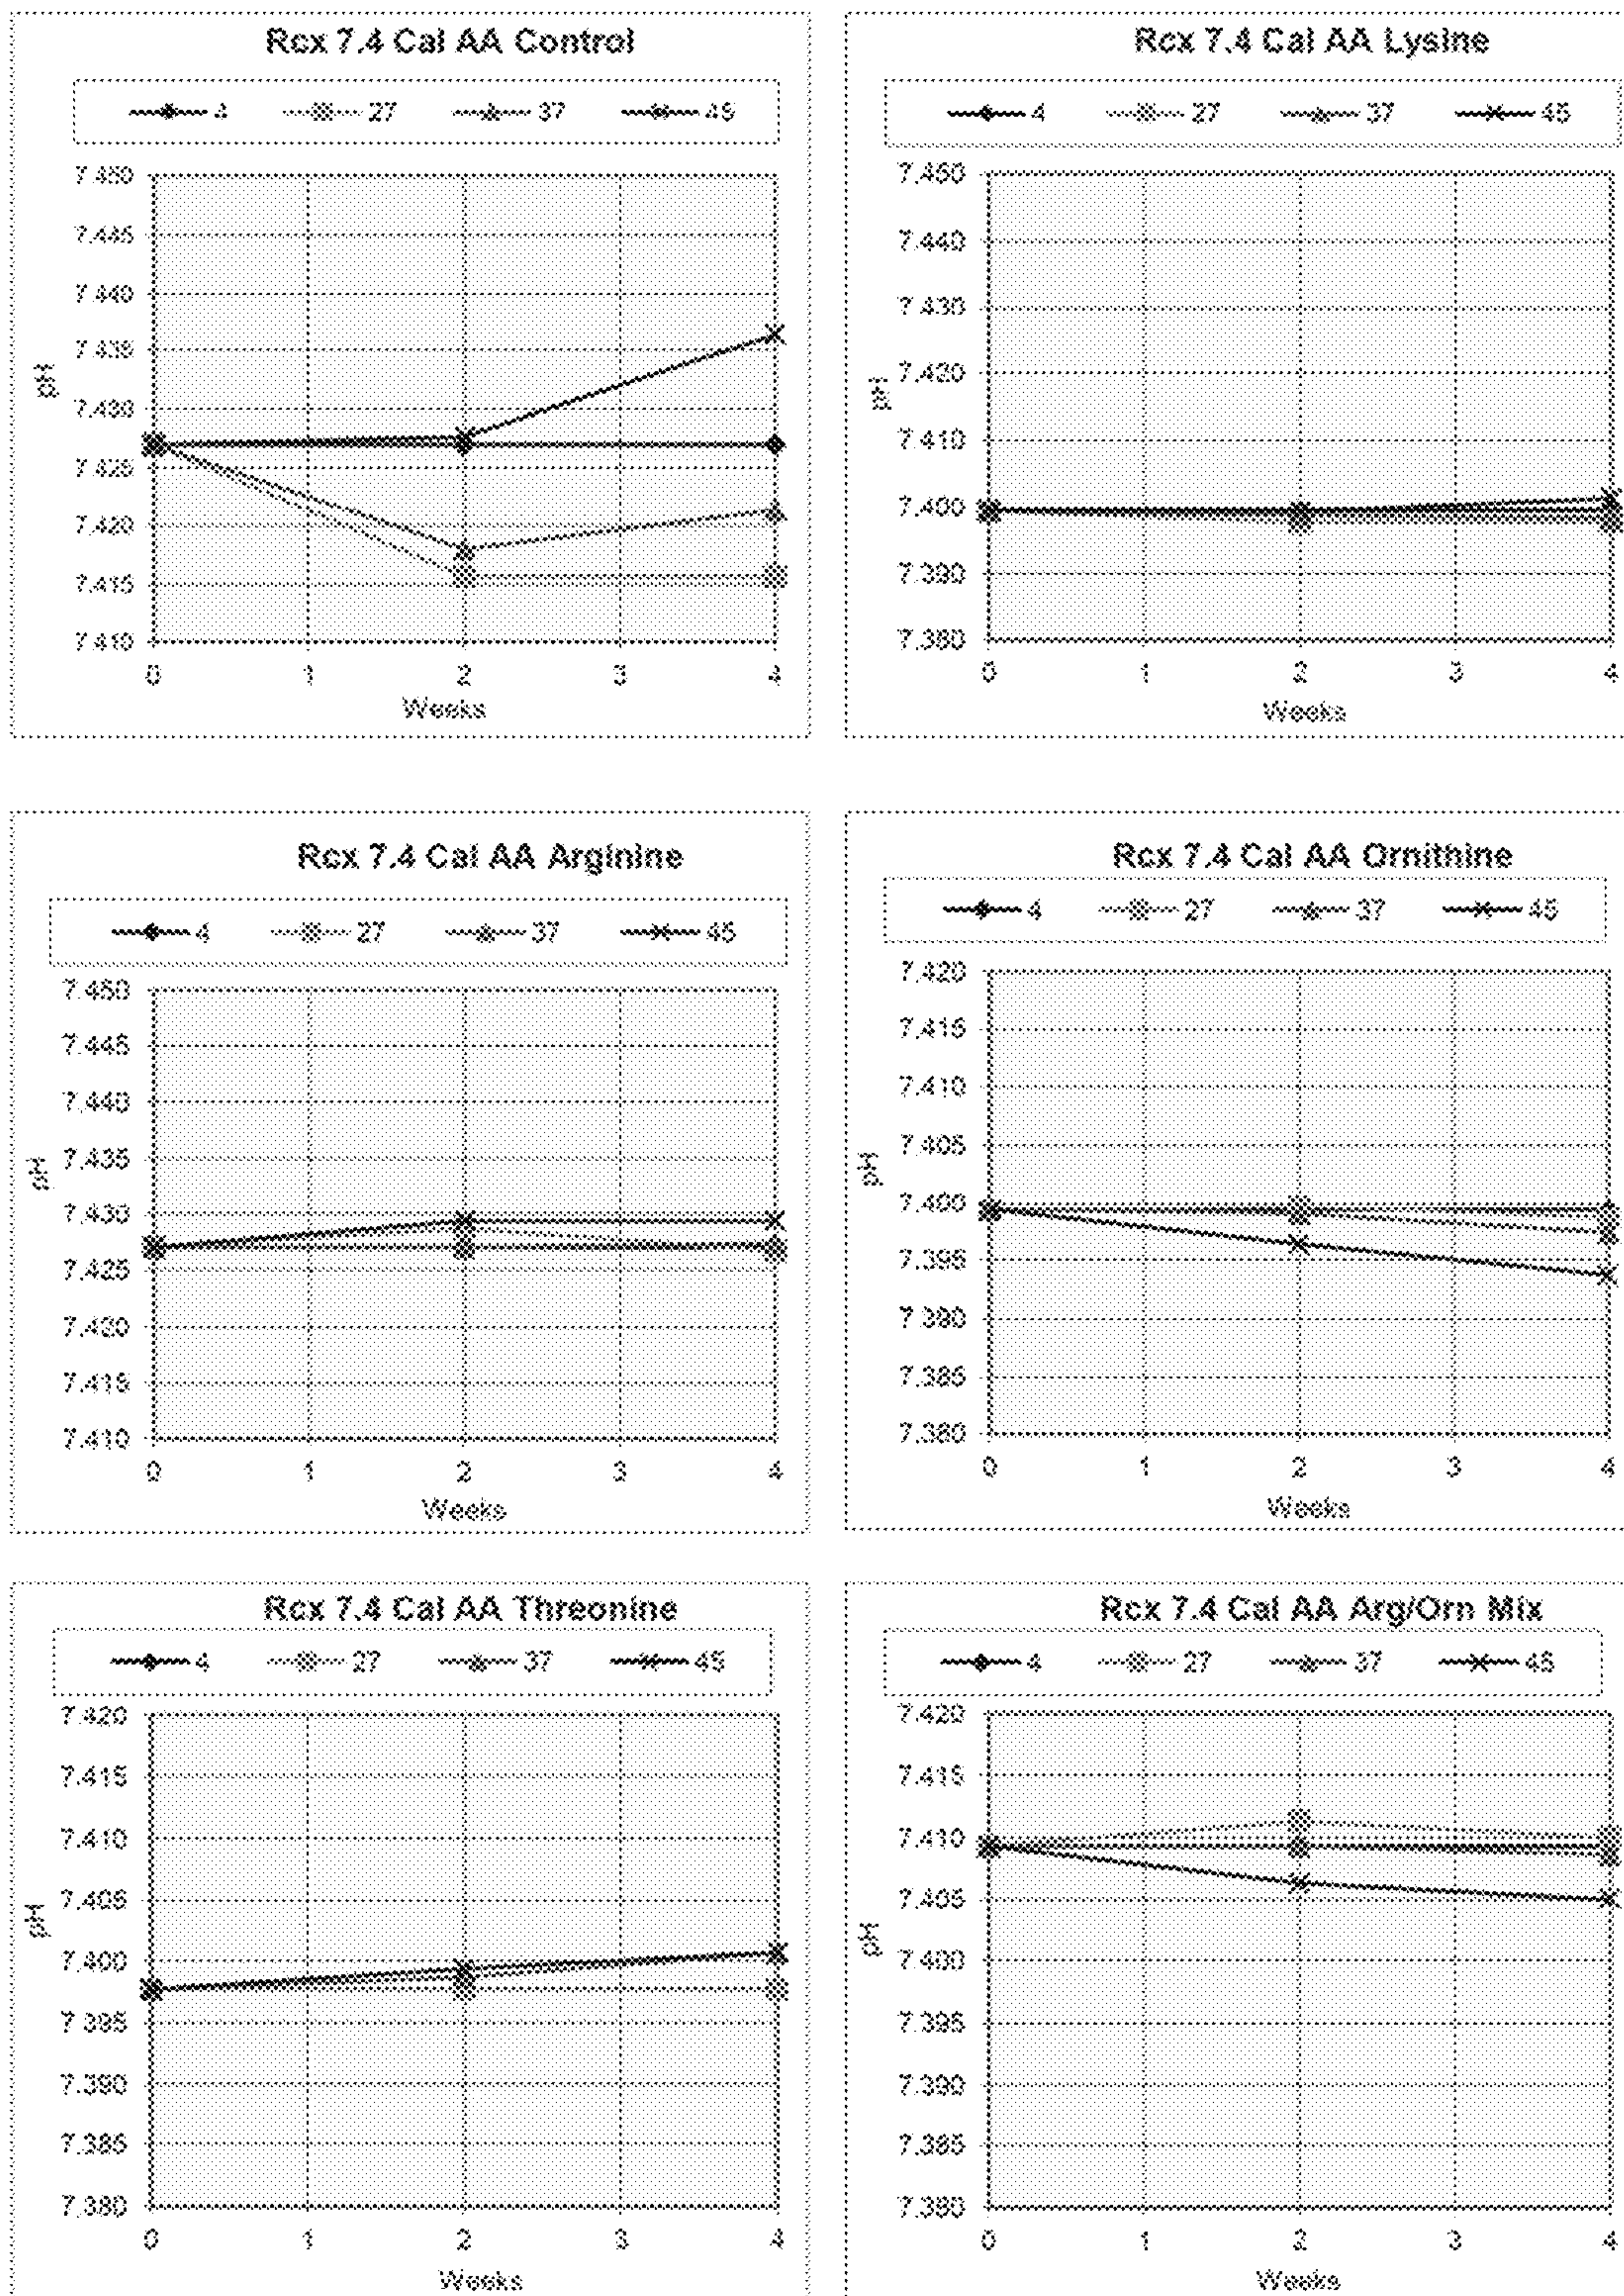 Rcx 7.4 Cal AA Control
4 27 37 45
7.450
7.445
7.440
7.435
7.430
7.425
7.420
7.415
7.410
pH
0 1 2 3 4
Weeks
Rcx 7.4 Cal AA Lysine
4 27 37 45
7.450
7.440
7.430
7.420
7.410
7.400
7.390
7.380
pH
0 1 2 3 4
Weeks
Rcx 7.4 Cal AA Arginine
4 27 37 45
7.450
7.445
7.440
7.435
7.430
7.425
7.420
7.415
7.410
pH
0 1 2 3 4
Weeks
Rcx 7.4 Cal AA Ornithine
4 27 37 45
7.420
7.415
7.410
7.405
7.400
7.395
7.390
7.385
7.380
pH
0 1 2 3 4
Weeks
Rcx 7.4 Cal AA Threonine
4 27 37 45
7.420
7.415
7.410
7.405
7.400
7.395
7.390
7.385
7.380
pH
0 1 2 3 4
Weeks
Rcx 7.4 Cal AA Arg/Orn Mix
4 27 37 45
7.420
7.415
7.410
7.405
7.400
7.395
7.390
7.385
7.380
pH
0 1 2 3 4
Weeks